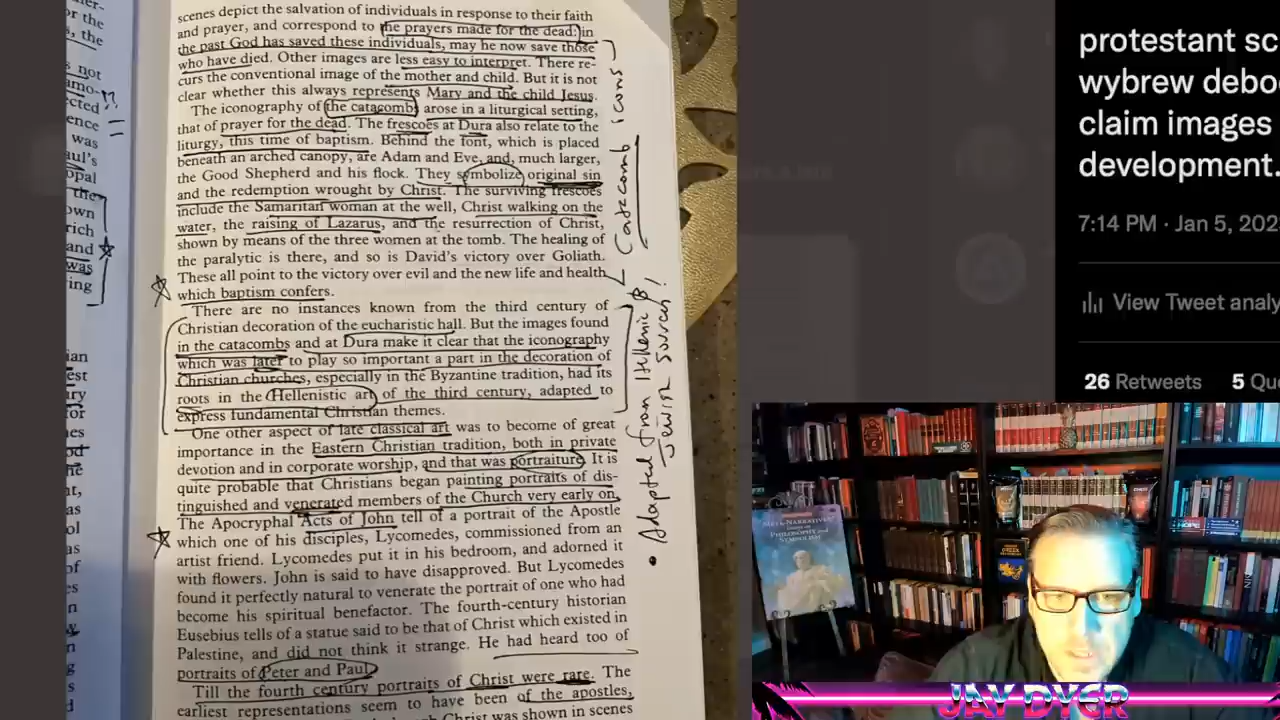 scenes depict the salvation of individuals in response to their faith
and prayer, and correspond to the prayers made for the dead: in
the past God has saved these individuals, may he now save those
who have died. Other images are less easy to interpret. There re-
curs the conventional image of the mother and child. But it is not
clear whether this always represents Mary and the child Jesus.
The iconography of the catacombs arose in a liturgical setting,
that of prayer for the dead. The frescoes at Dura also relate to the
liturgy, this time of baptism. Behind the font, which is placed
beneath an arched canopy, are Adam and Eve, and, much larger,
the Good Shepherd and his flock. They symbolize original sin
and the redemption wrought by Christ. The surviving frescoes
include the Samaritan woman at the well, Christ walking on the
water, the raising of Lazarus, and the resurrection of Christ,
shown by means of the three women at the tomb. The healing of
the paralytic is there, and so is David's victory over Goliath.
These all point to the victory over evil and the new life and health
which baptism confers.
There are no instances known from the third century of
Christian decoration of the eucharistic hall. But the images found
in the catacombs and at Dura make it clear that the iconography
which was later to play so important a part in the decoration of
Christian churches, especially in the Byzantine tradition, had its
roots in the Hellenistic art of the third century, adapted to
express fundamental Christian themes.
One other aspect of late classical art was to become of great
importance in the Eastern Christian tradition, both in private
devotion and in corporate worship, and that was portraiture. It is
quite probable that Christians began painting portraits of dis-
tinguished and venerated members of the Church very early on.
The Apocryphal Acts of John tell of a portrait of the Apostle
which one of his disciples, Lycomedes, commissioned from an
artist friend. Lycomedes put it in his bedroom, and adorned it
with flowers. John is said to have disapproved. But Lycomedes
found it perfectly natural to venerate the portrait of one who had
become his spiritual benefactor. The fourth-century historian
Eusebius tells of a statue said to be that of Christ which existed in
Palestine, and did not think it strange. He had heard too of
portraits of Peter and Paul.
Till the fourth century portraits of Christ were rare. The
earliest representations seem to have been of the apostles,
Christ was shown in scenes
Catacomb icons
Adapted from Hellenic &
Jewish sources!
protestant sc
wybrew debo
claim images
development.
7:14 PM · Jan 5, 202
View Tweet analy
26 Retweets 5 Quo
JAY DYER